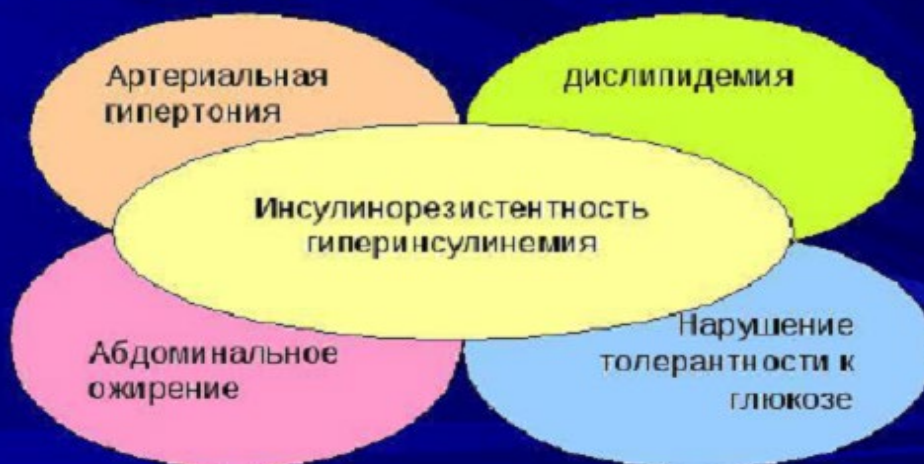 Артериальная
гипертония
дислипидемия
Инсулинорезистентность
гиперинсулинемия
Абдоминальное
ожирение
Нарушение
толерантности к
глюкозе